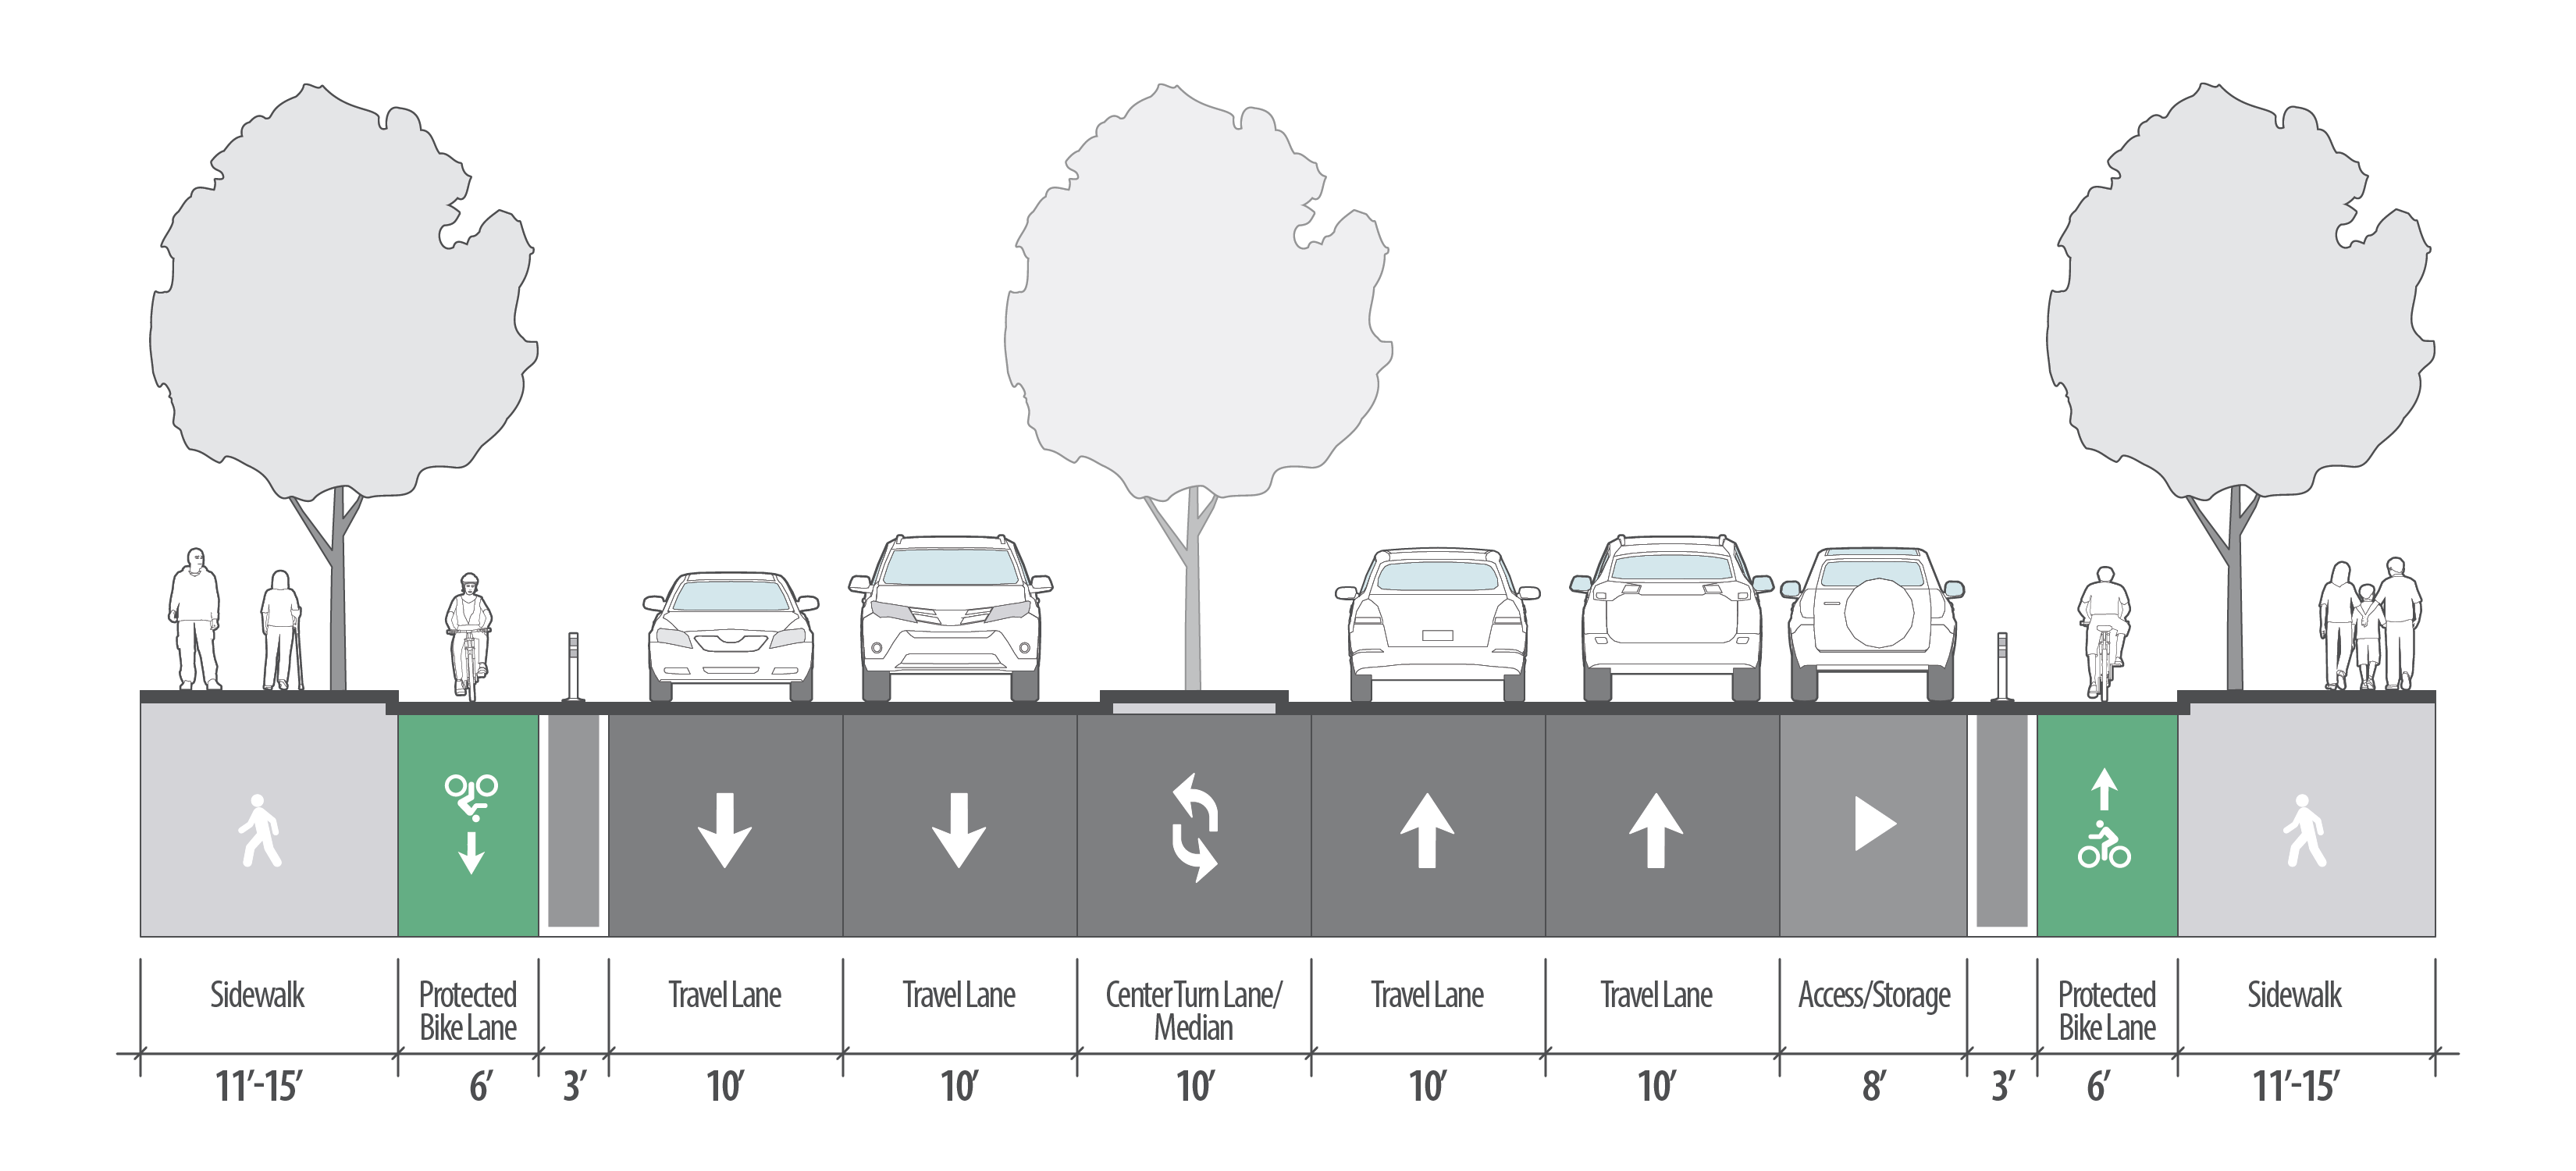 Sidewalk
Protected
Bike Lane
Travel Lane
Travel Lane
Center Turn Lane/
Median
Travel Lane
Travel Lane
Access/Storage
Protected
Bike Lane
Sidewalk
11'-15'
6'
3'
10'
10'
10'
10'
10'
8'
3'
6'
11'-15'